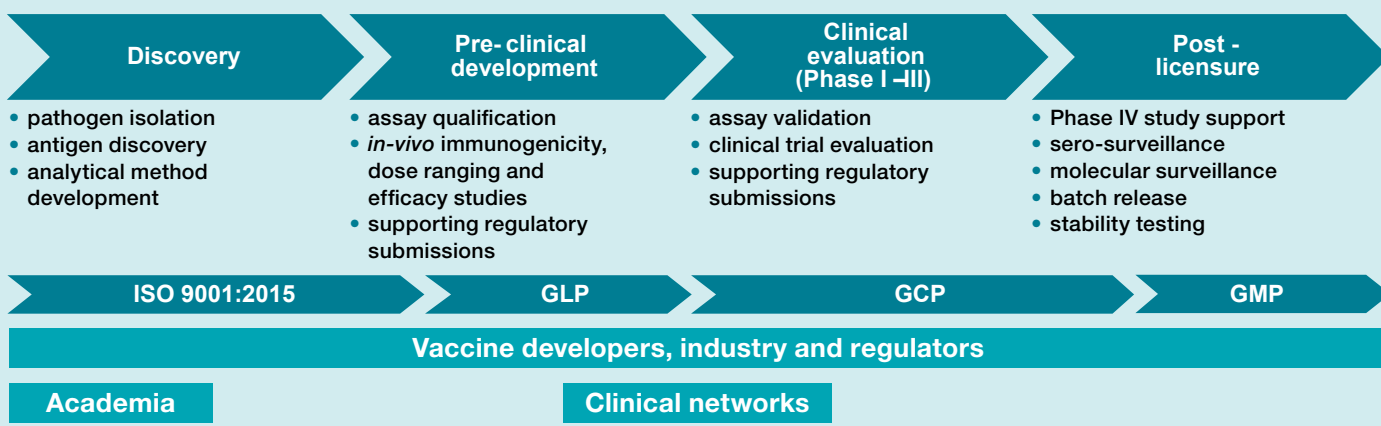 Discovery
Pre- clinical
development
Clinical
evaluation
(Phase I –III)
Post -
licensure
• pathogen isolation
• antigen discovery
• analytical method
development
• assay qualification
• in-vivo immunogenicity,
dose ranging and
efficacy studies
• supporting regulatory
submissions
• assay validation
• clinical trial evaluation
• supporting regulatory
submissions
• Phase IV study support
• sero-surveillance
• molecular surveillance
• batch release
• stability testing
ISO 9001:2015
GLP
GCP
GMP
Vaccine developers, industry and regulators
Academia
Clinical networks